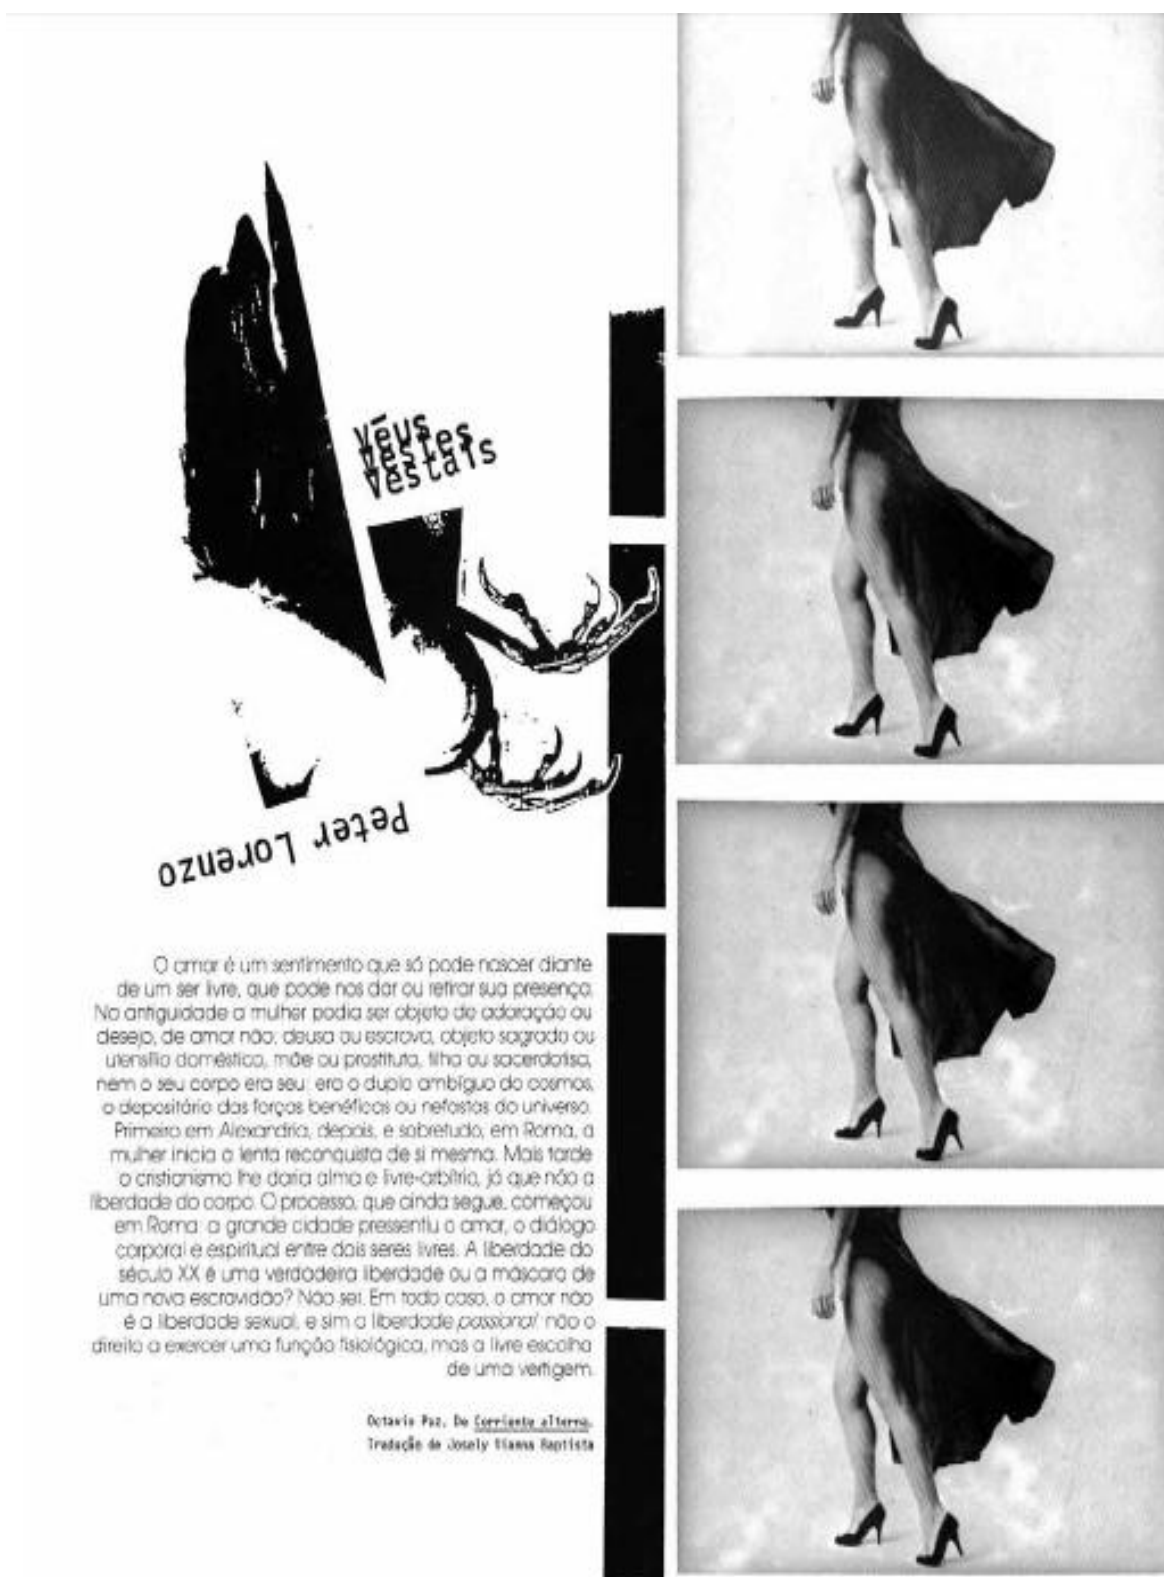 véus
vestes
vestais
Peter Lorenzo
O amor é um sentimento que só pode nascer diante
de um ser livre, que pode nos dar ou retirar sua presença.
Na antiguidade a mulher podia ser objeto de adoração ou
desejo, de amor não: deusa ou escrava, objeto sagrado ou
utensílio doméstico, mãe ou prostituta, filha ou sacerdotisa,
nem o seu corpo era seu: era o duplo ambíguo do cosmos,
o depositário das forças benéficas ou nefastas do universo.
Primeiro em Alexandria, depois, e sobretudo, em Roma, a
mulher inicia a lenta reconquista de si mesma. Mais tarde
o cristianismo lhe daria alma e livre-arbítrio, já que não a
liberdade do corpo. O processo, que ainda segue, começou
em Roma: a grande cidade pressentiu o amor, o diálogo
corporal e espiritual entre dois seres livres. A liberdade do
século XX é uma verdadeira liberdade ou a máscara de
uma nova escravidão? Não sei. Em todo caso, o amor não
é a liberdade sexual, e sim a liberdade passional: não o
direito a exercer uma função fisiológica, mas a livre escolha
de uma vertigem.
Octavio Paz. De Corriente alterna.
Tradução de Josely Vianna Baptista